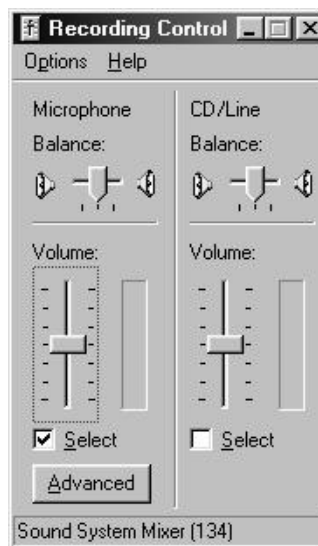 Recording Control
Options Help
Microphone
Balance:
Volume:
Select
Advanced
CD/Line
Balance:
Volume:
Select
Sound System Mixer (134)